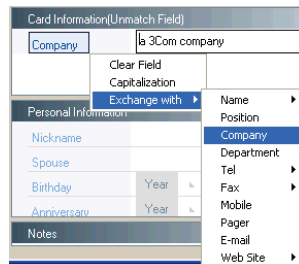 Card Information(Unmatch Field)
Company
la 3Com company
Clear Field
Capitalization
Exchange with
Name
Position
Company
Department
Tel
Fax
Mobile
Pager
E-mail
Web Site
Personal Information
Nickname
Spouse
Birthday
Year
Anniversary
Year
Notes